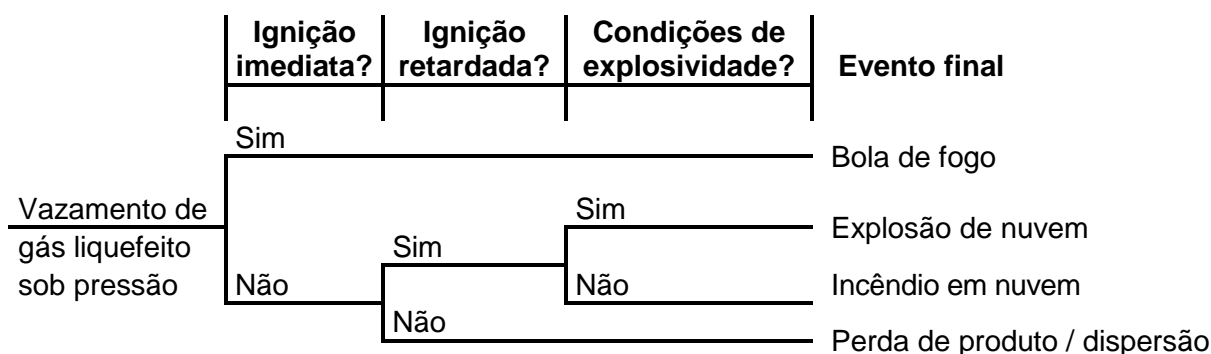 Ignição imediata?
Ignição retardada?
Condições de explosividade?
Evento final
Sim
Bola de fogo
Vazamento de
gás liquefeito
sob pressão
Sim
Explosão de nuvem
Sim
Não
Não
Incêndio em nuvem
Não
Perda de produto / dispersão